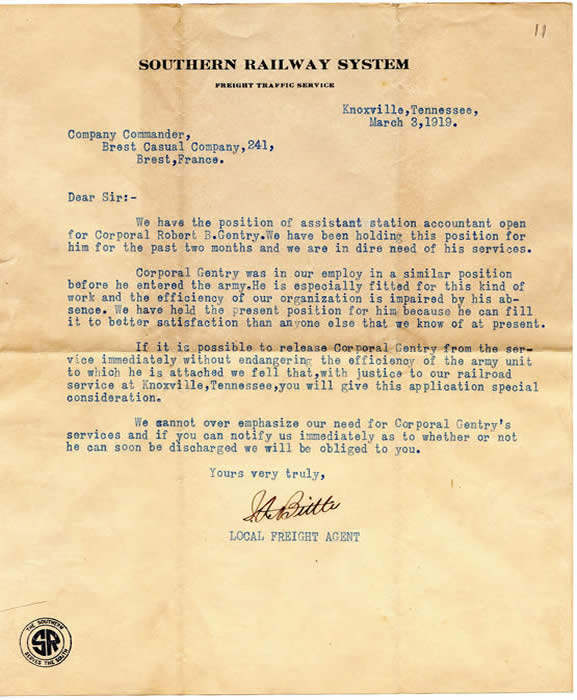 11
SOUTHERN RAILWAY SYSTEM
FREIGHT TRAFFIC SERVICE
Knoxville,Tennessee,
March 3,1919.
Company Commander,
Brest Casual Company,241,
Brest,France.
Dear Sir:-
We have the position of assistant station accountant open
for Corporal Robert B.Gentry.We have been holding this position for
him for the past two months and we are in dire need of his services.
Corporal Gentry was in our employ in a similar position
before he entered the army.He is especially fitted for this kind of
work and the efficiency of our organization is impaired by his ab-
sence. We have held the present position for him because he can fill
it to better satisfaction than anyone else that we know of at present.
If it is possible to release Corporal Gentry from the ser-
vice immediately without endangering the efficiency of the army unit
to which he is attached we fell that,with justice to our railroad
service at Knoxville,Tennessee,you will give this application special
consideration.
We cannot over emphasize our need for Corporal Gentry's
services and if you can notify us immediately as to whether or not
he can soon be discharged we will be obliged to you.
Yours very truly,
LOCAL FREIGHT AGENT
THE SOUTHERN
SR
SERVES THE SOUTH